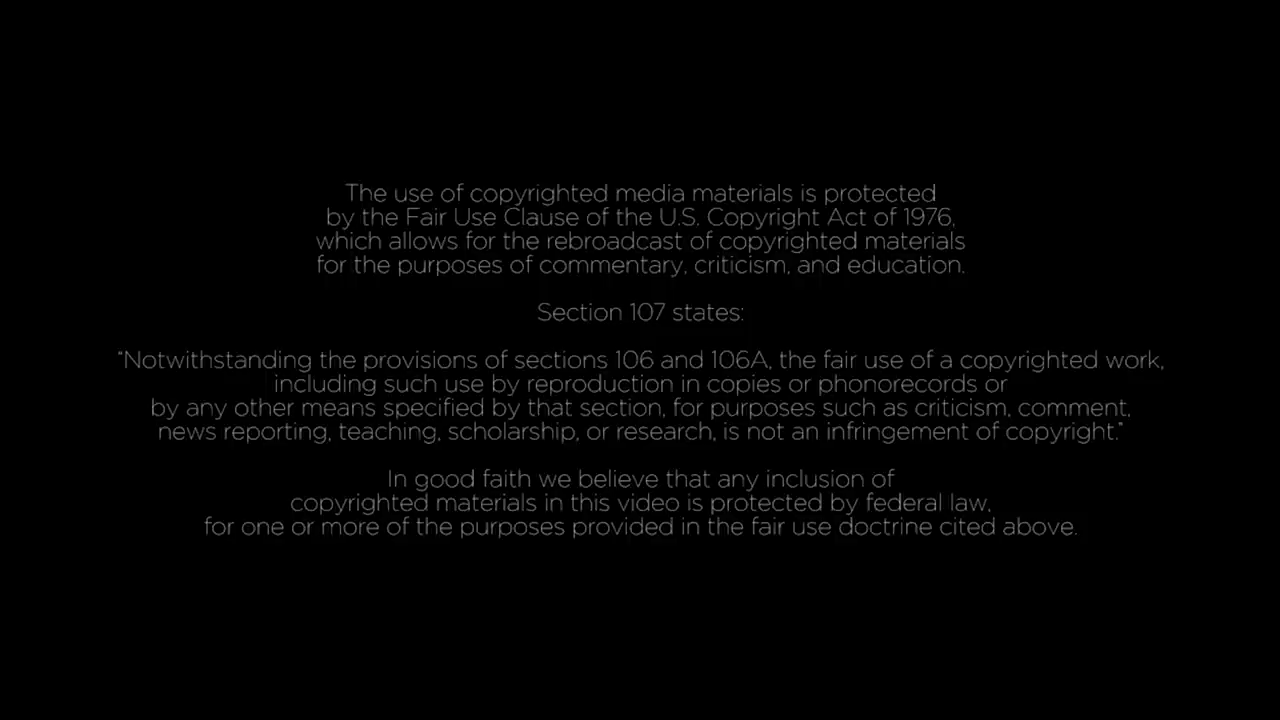 The use of copyrighted media materials is protected
by the Fair Use Clause of the U.S. Copyright Act of 1976,
which allows for the rebroadcast of copyrighted materials
for the purposes of commentary, criticism, and education.
Section 107 states:
“Notwithstanding the provisions of sections 106 and 106A, the fair use of a copyrighted work,
including such use by reproduction in copies or phonorecords or
by any other means specified by that section, for purposes such as criticism, comment,
news reporting, teaching, scholarship, or research, is not an infringement of copyright.”
In good faith we believe that any inclusion of
copyrighted materials in this video is protected by federal law,
for one or more of the purposes provided in the fair use doctrine cited above.